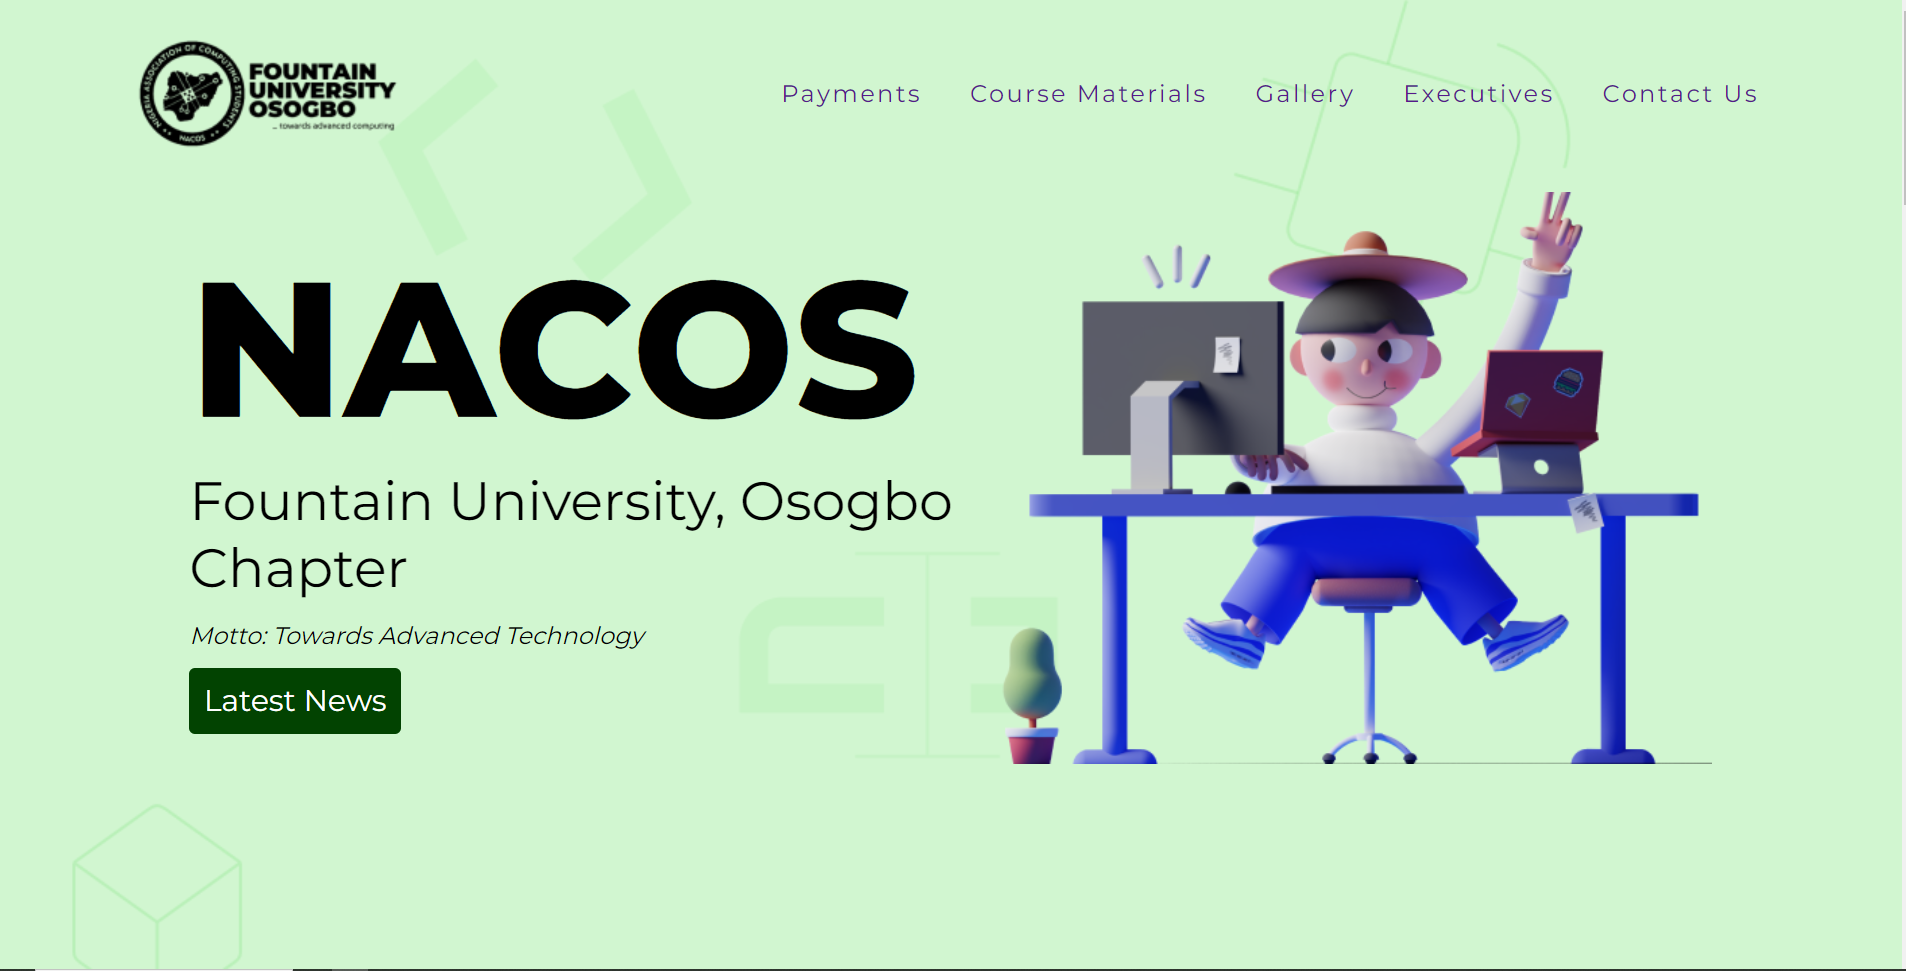 NIGERIA ASSOCIATION OF COMPUTING STUDENTS
NACOS
FOUNTAIN
UNIVERSITY
OSOGBO
... towards advanced computing
Payments
Course Materials
Gallery
Executives
Contact Us
NACOS
Fountain University, Osogbo
Chapter
Motto: Towards Advanced Technology
Latest News